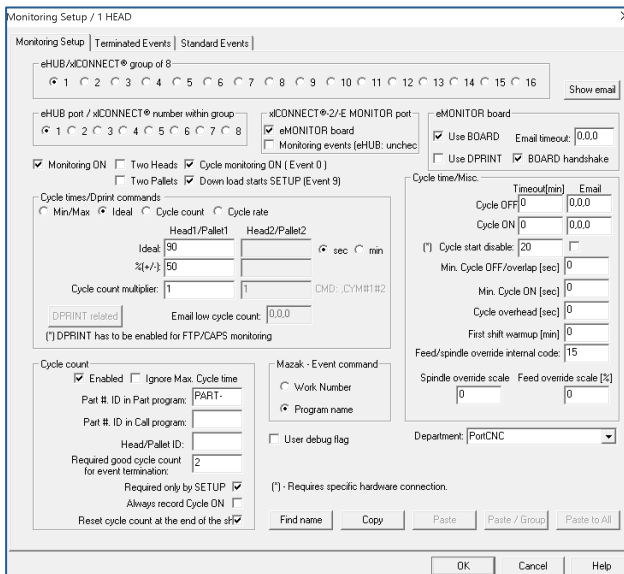 Monitoring Setup / 1 HEAD
Monitoring Setup Terminated Events Standard Events
eHUB/xlCONNECT® group of 8
1 2 3 4 5 6 7 8 9 10 11 12 13 14 15 16
Show email
eHUB port / xlCONNECT® number within group
1 2 3 4 5 6 7 8
xlCONNECT®-2/-E MONITOR port
eMONITOR board
Monitoring events (eHUB: unchec
eMONITOR board
Use BOARD Email timeout: 0,0,0
Use DPRINT BOARD handshake
Monitoring ON Two Heads Cycle monitoring ON ( Event 0 )
Two Pallets Down load starts SETUP (Event 9)
Cycle times/Dprint commands
Min/Max Ideal Cycle count Cycle rate
Head1/Pallet1 Head2/Pallet2
Ideal: 90 sec min
%(+/-): 50
Cycle count multiplier: 1 1 CMD: ,CYM#1#2
DPRINT related Email low cycle count: 0,0,0
(*) DPRINT has to be enabled for FTP/CAPS monitoring
Cycle time/Misc.
Timeout[min] Email
Cycle OFF 0 0,0,0
Cycle ON 0 0,0,0
(*) Cycle start disable: 20
Min. Cycle OFF/overlap [sec] 0
Min. Cycle ON [sec] 0
Cycle overhead [sec] 0
First shift warmup [min] 0
Feed/spindle override internal code: 15
Spindle override scale Feed override scale [%]
0 0
Cycle count
Enabled Ignore Max. Cycle time
Part #. ID in Part program: PART-
Part #. ID in Call program:
Head/Pallet ID:
Required good cycle count
for event termination: 2
Required only by SETUP
Always record Cycle ON
Reset cycle count at the end of the sh
Mazak - Event command
Work Number
Program name
User debug flag
Department: PortCNC
(*) - Requires specific hardware connection.
Find name Copy Paste Paste / Group Paste to All
OK Cancel Help